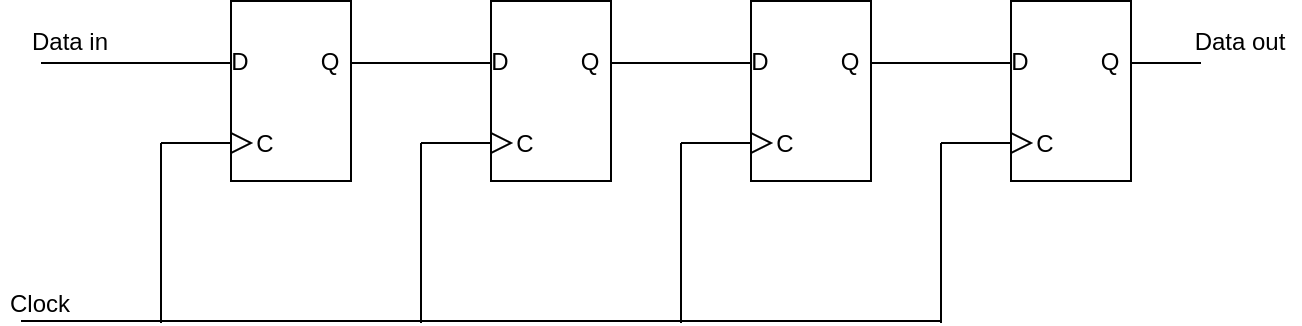 Data in
Data out
D Q D Q D Q D Q
C C C C
Clock